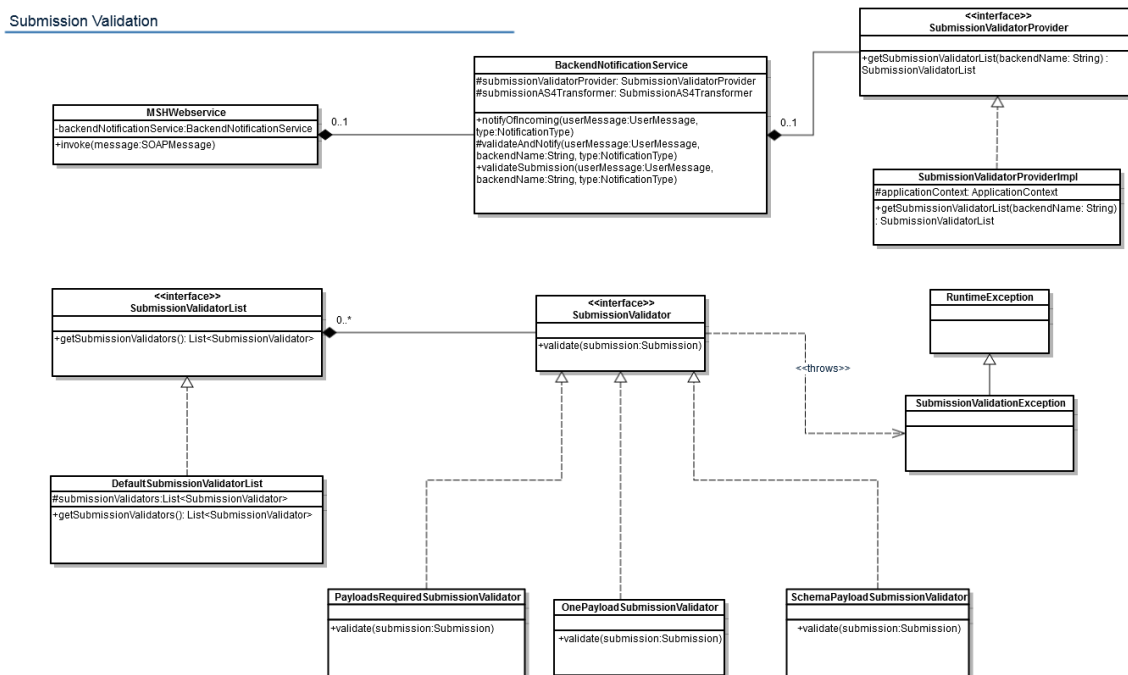 Submission Validation
<<interface>>
SubmissionValidatorProvider
+getSubmissionValidatorList(backendName: String) :
SubmissionValidatorList
BackendNotificationService
#submissionValidatorProvider: SubmissionValidatorProvider
#submissionAS4Transformer: SubmissionAS4Transformer
+notifyOfIncoming(userMessage:UserMessage,
type:NotificationType)
#validateAndNotify(userMessage:UserMessage,
backendName:String, type:NotificationType)
+validateSubmission(userMessage:UserMessage,
backendName:String, type:NotificationType)
0..1
MSHWebservice
-backendNotificationService:BackendNotificationService
+invoke(message:SOAPMessage)
0..1
SubmissionValidatorProviderImpl
#applicationContext: ApplicationContext
+getSubmissionValidatorList(backendName: String)
: SubmissionValidatorList
<<interface>>
SubmissionValidatorList
+getSubmissionValidators(): List<SubmissionValidator>
0..*
<<interface>>
SubmissionValidator
+validate(submission:Submission)
RuntimeException
<<throws>>
SubmissionValidationException
DefaultSubmissionValidatorList
#submissionValidators:List<SubmissionValidator>
+getSubmissionValidators(): List<SubmissionValidator>
PayloadsRequiredSubmissionValidator
+validate(submission:Submission)
OnePayloadSubmissionValidator
+validate(submission:Submission)
SchemaPayloadSubmissionValidator
+validate(submission:Submission)